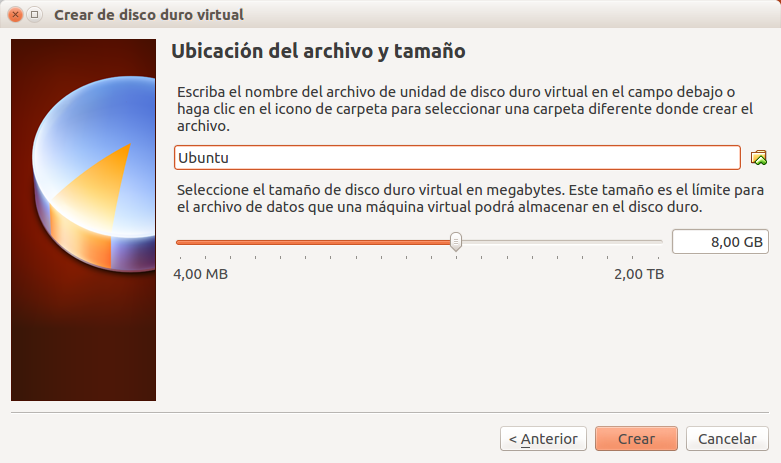 Crear de disco duro virtual
Ubicación del archivo y tamaño
Escriba el nombre del archivo de unidad de disco duro virtual en el campo debajo o
haga clic en el icono de carpeta para seleccionar una carpeta diferente donde crear el
archivo.
Ubuntu
Seleccione el tamaño de disco duro virtual en megabytes. Este tamaño es el límite para
el archivo de datos que una máquina virtual podrá almacenar en el disco duro.
8,00 GB
4,00 MB 2,00 TB
< Anterior Crear Cancelar